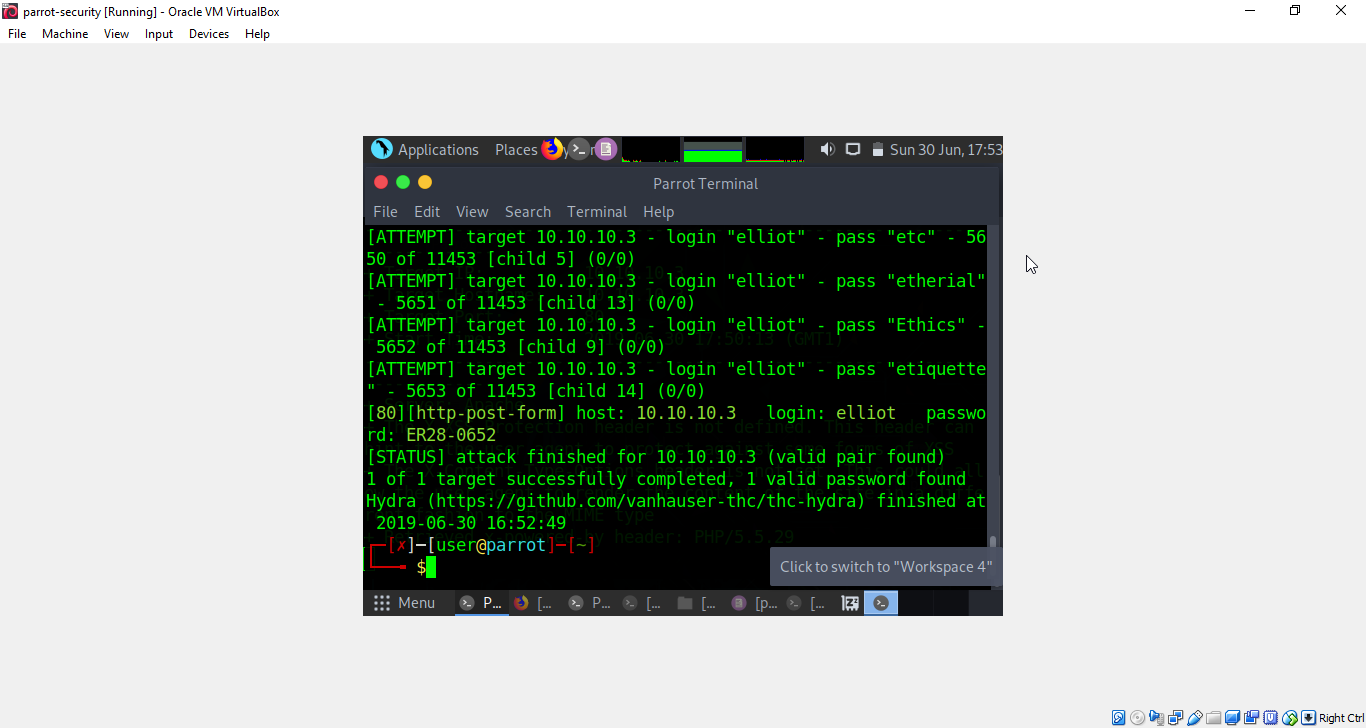 parrot-security [Running] - Oracle VM VirtualBox
File Machine View Input Devices Help
Applications Places Sun 30 Jun, 17:53
Parrot Terminal
File Edit View Search Terminal Help
[ATTEMPT] target 10.10.10.3 - login "elliot" - pass "etc" - 56
50 of 11453 [child 5] (0/0)
[ATTEMPT] target 10.10.10.3 - login "elliot" - pass "etherial"
- 5651 of 11453 [child 13] (0/0)
[ATTEMPT] target 10.10.10.3 - login "elliot" - pass "Ethics" -
5652 of 11453 [child 9] (0/0)
[ATTEMPT] target 10.10.10.3 - login "elliot" - pass "etiquette
" - 5653 of 11453 [child 14] (0/0)
[80][http-post-form] host: 10.10.10.3   login: elliot   passwo
rd: ER28-0652
[STATUS] attack finished for 10.10.10.3 (valid pair found)
1 of 1 target successfully completed, 1 valid password found
Hydra (https://github.com/vanhauser-thc/thc-hydra) finished at
2019-06-30 16:52:49
[✗]─[user@parrot]─[~]
$
Click to switch to "Workspace 4"
Menu P... [... P... [... [... [p... [...
Right Ctrl